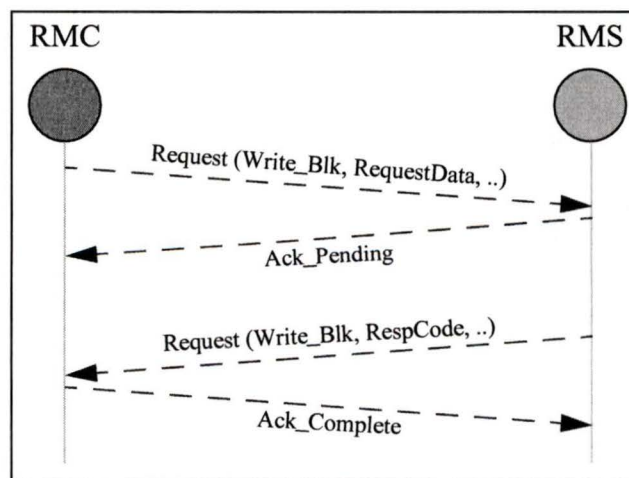 RMC
RMS
Request (Write_Blk, RequestData, ..)
Ack_Pending
Request (Write_Blk, RespCode, ..)
Ack_Complete